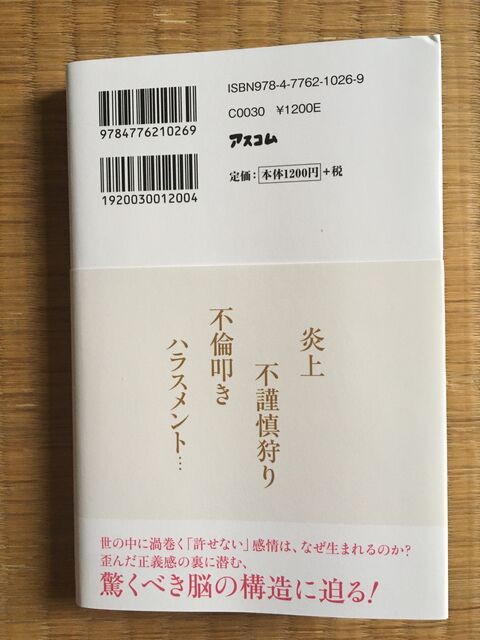 ISBN978-4-7762-1026-9
C0030 ¥1200E
アスコム
定価：本体1200円+税
9784776210269
1920030012004
炎上
不謹慎狩り
不倫叩き
ハラスメント…
世の中に渦巻く「許せない」感情は、なぜ生まれるのか？
歪んだ正義感の裏に潜む、
驚くべき脳の構造に迫る！